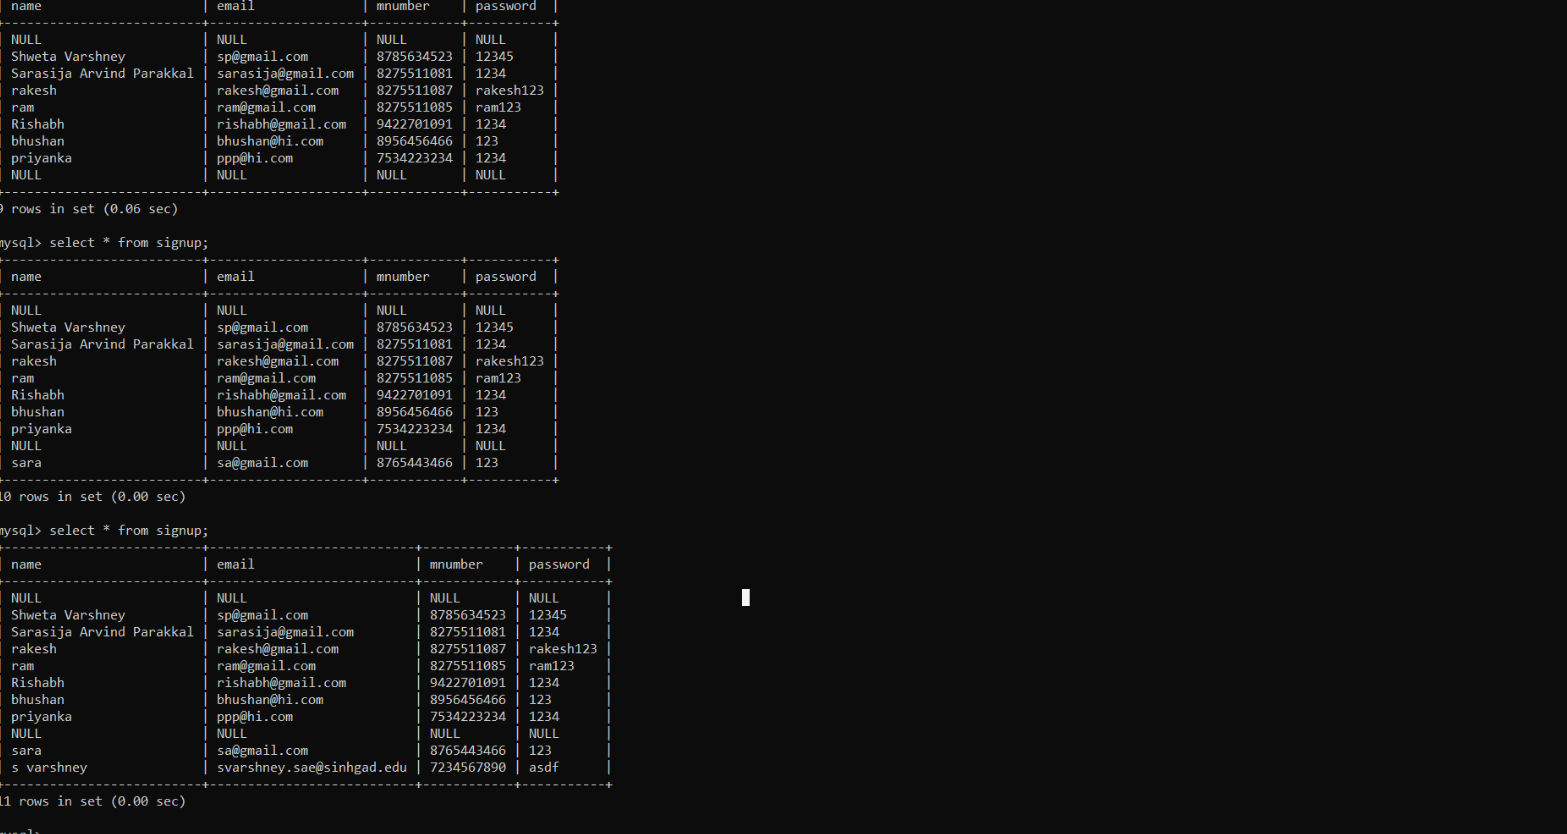 | name | email | mnumber | password |
+-------------------------+--------------------+------------+-----------+
| NULL | NULL | NULL | NULL |
| Shweta Varshney | sp@gmail.com | 8785634523 | 12345 |
| Sarasija Arvind Parakkal | sarasija@gmail.com | 8275511081 | 1234 |
| rakesh | rakesh@gmail.com | 8275511087 | rakesh123 |
| ram | ram@gmail.com | 8275511085 | ram123 |
| Rishabh | rishabh@gmail.com | 9422701091 | 1234 |
| bhushan | bhushan@hi.com | 8956456466 | 123 |
| priyanka | ppp@hi.com | 7534223234 | 1234 |
| NULL | NULL | NULL | NULL |
+-------------------------+--------------------+------------+-----------+
9 rows in set (0.06 sec)
mysql> select * from signup;
+-------------------------+--------------------+------------+-----------+
| name | email | mnumber | password |
+-------------------------+--------------------+------------+-----------+
| NULL | NULL | NULL | NULL |
| Shweta Varshney | sp@gmail.com | 8785634523 | 12345 |
| Sarasija Arvind Parakkal | sarasija@gmail.com | 8275511081 | 1234 |
| rakesh | rakesh@gmail.com | 8275511087 | rakesh123 |
| ram | ram@gmail.com | 8275511085 | ram123 |
| Rishabh | rishabh@gmail.com | 9422701091 | 1234 |
| bhushan | bhushan@hi.com | 8956456466 | 123 |
| priyanka | ppp@hi.com | 7534223234 | 1234 |
| NULL | NULL | NULL | NULL |
| sara | sa@gmail.com | 8765443466 | 123 |
+-------------------------+--------------------+------------+-----------+
10 rows in set (0.00 sec)
mysql> select * from signup;
+-------------------------+---------------------------+------------+-----------+
| name | email | mnumber | password |
+-------------------------+---------------------------+------------+-----------+
| NULL | NULL | NULL | NULL |
| Shweta Varshney | sp@gmail.com | 8785634523 | 12345 |
| Sarasija Arvind Parakkal | sarasija@gmail.com | 8275511081 | 1234 |
| rakesh | rakesh@gmail.com | 8275511087 | rakesh123 |
| ram | ram@gmail.com | 8275511085 | ram123 |
| Rishabh | rishabh@gmail.com | 9422701091 | 1234 |
| bhushan | bhushan@hi.com | 8956456466 | 123 |
| priyanka | ppp@hi.com | 7534223234 | 1234 |
| NULL | NULL | NULL | NULL |
| sara | sa@gmail.com | 8765443466 | 123 |
| s varshney | svarshney.sae@sinhgad.edu | 7234567890 | asdf |
+-------------------------+---------------------------+------------+-----------+
11 rows in set (0.00 sec)
mysql>